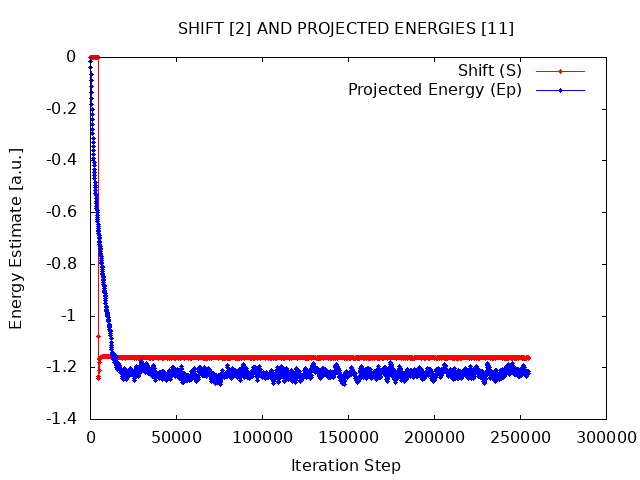 SHIFT [2] AND PROJECTED ENERGIES [11]
Shift (S)
Projected Energy (Ep)
Energy Estimate [a.u.]
0
-0.2
-0.4
-0.6
-0.8
-1
-1.2
-1.4
0 50000 100000 150000 200000 250000 300000
Iteration Step